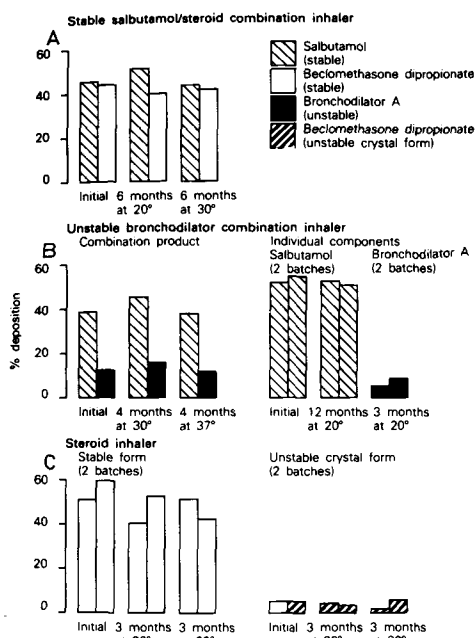 Stable salbutamol/steroid combination inhaler
A
Salbutamol
(stable)
Beclomethasone dipropionate
(stable)
Bronchodilator A
(unstable)
Beclomethasone dipropionate
(unstable crystal form)
60
40
20
0
Initial 6 months 6 months
at 20° at 30°
Unstable bronchodilator combination inhaler
B
Combination product
Individual components
Salbutamol Bronchodilator A
(2 batches) (2 batches)
60
40
20
0
% deposition
Initial 4 months 4 months
at 30° at 37°
Initial 12 months 3 months
at 20° at 20°
Steroid inhaler
C
Stable form
(2 batches)
Unstable crystal form
(2 batches)
60
40
20
0
Initial 3 months 3 months
Initial 3 months 3 months